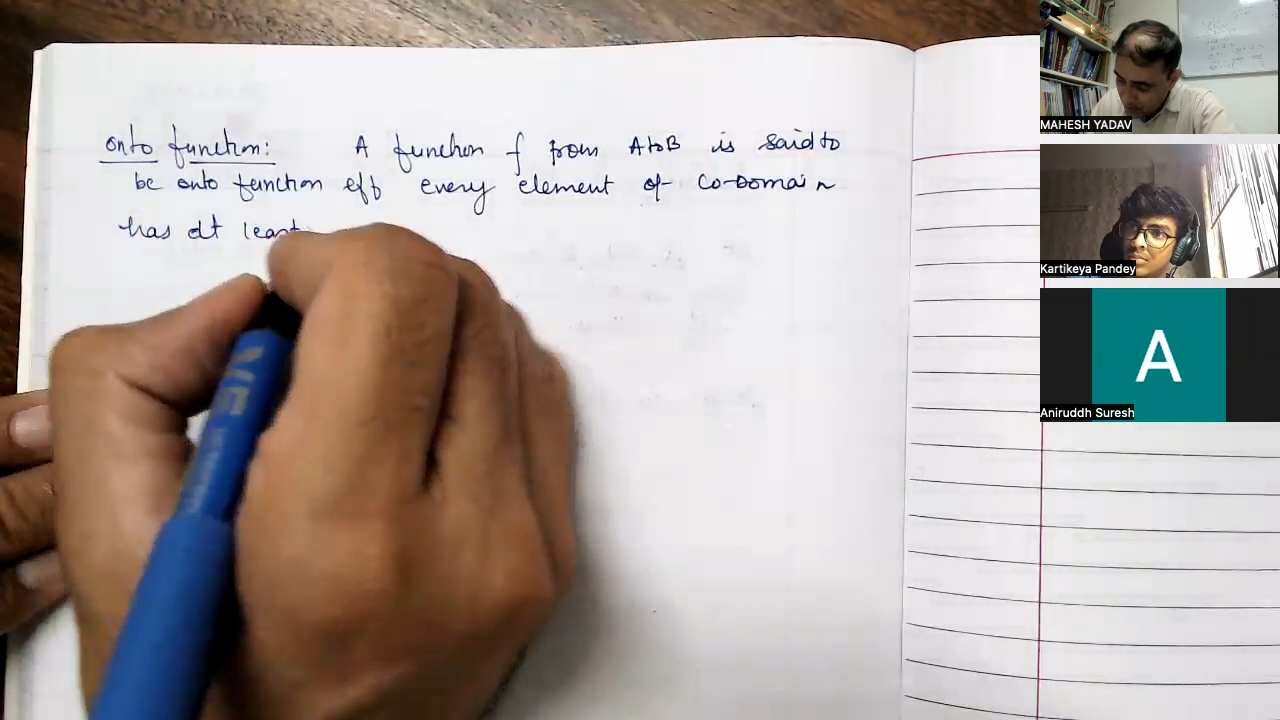 onto function: A function f from A to B is said to
be onto function iff every element of Co-Domain
has at least
MAHESH YADAV
Kartikeya Pandey
A
Aniruddh Suresh